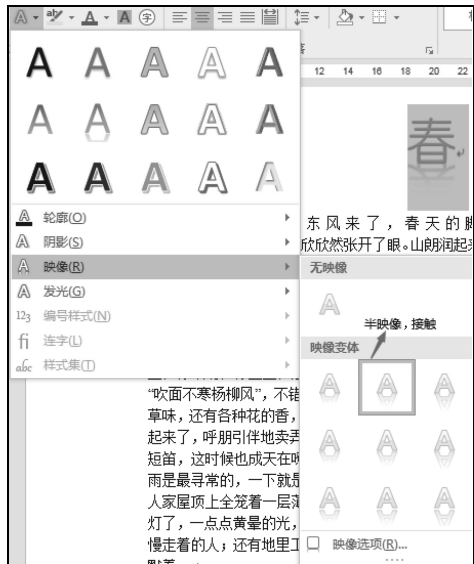 12 14 16 18 20 22
A A A A A
A A A A A
A A A A A
春
轮廓(O)
阴影(S)
映像(R)
发光(G)
123 编号样式(N)
fi 连字(L)
abc 样式集(T)
东风来了，春天的
欣欣然张开了眼。山朗润起
无映像
半映像，接触
映像变体
“吹面不寒杨柳风”，不错
草味，还有各种花的香，
起来了，呼朋引伴地卖弄
短笛，这时候也成天在
雨是最寻常的，一下就是
人家屋顶上全笼着一层
灯了，一点点黄晕的光，
慢走着的人；还有地里工
映像选项(R)...